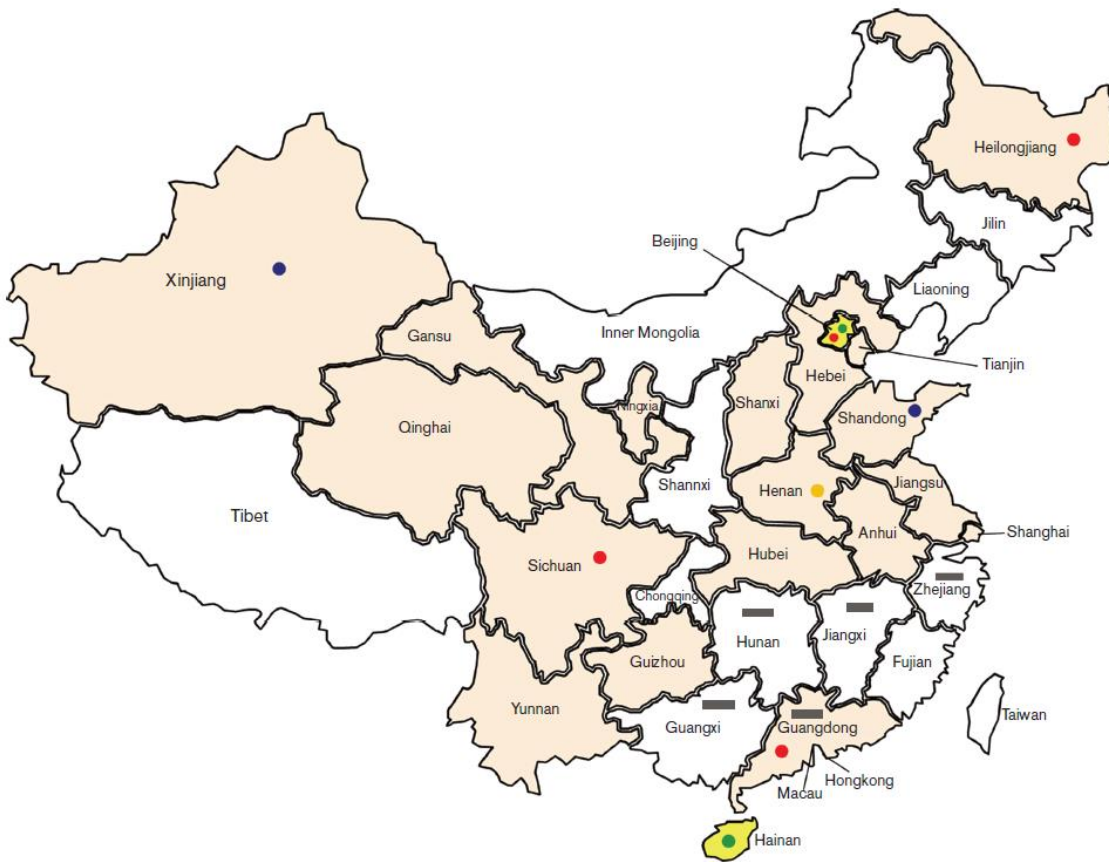 Heilongjiang
Jilin
Beijing
Liaoning
Xinjiang
Inner Mongolia
Gansu
Tianjin
Hebei
Shanxi
Ningxia
Shandong
Qinghai
Shannxi
Henan
Jiangsu
Tibet
Anhui
Shanghai
Hubei
Sichuan
Chongqing
Zhejiang
Hunan
Jiangxi
Guizhou
Fujian
Yunnan
Guangxi
Guangdong
Taiwan
Hongkong
Macau
Hainan